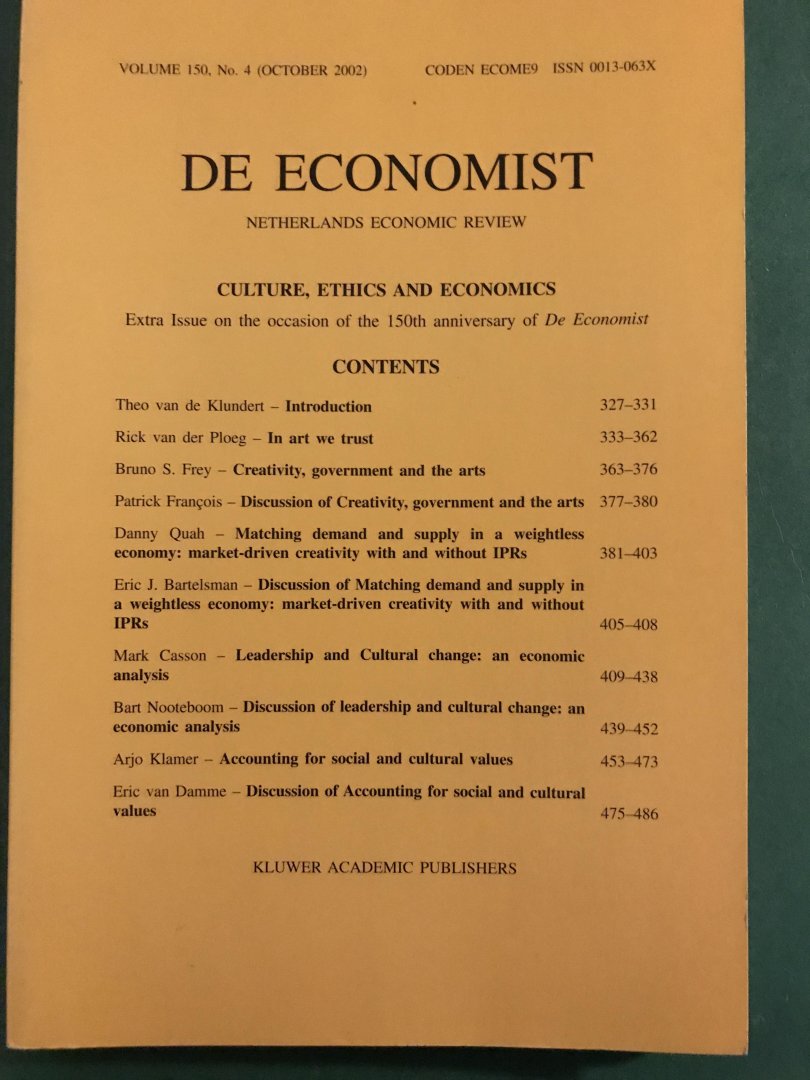 VOLUME 150, No. 4 (OCTOBER 2002) CODEN ECOME9 ISSN 0013-063X
DE ECONOMIST
NETHERLANDS ECONOMIC REVIEW
CULTURE, ETHICS AND ECONOMICS
Extra Issue on the occasion of the 150th anniversary of De Economist
CONTENTS
Theo van de Klundert – Introduction 327–331
Rick van der Ploeg – In art we trust 333–362
Bruno S. Frey – Creativity, government and the arts 363–376
Patrick François – Discussion of Creativity, government and the arts 377–380
Danny Quah – Matching demand and supply in a weightless
economy: market-driven creativity with and without IPRs 381–403
Eric J. Bartelsman – Discussion of Matching demand and supply in
a weightless economy: market-driven creativity with and without
IPRs 405–408
Mark Casson – Leadership and Cultural change: an economic
analysis 409–438
Bart Nooteboom – Discussion of leadership and cultural change: an
economic analysis 439–452
Arjo Klamer – Accounting for social and cultural values 453–473
Eric van Damme – Discussion of Accounting for social and cultural
values 475–486
KLUWER ACADEMIC PUBLISHERS